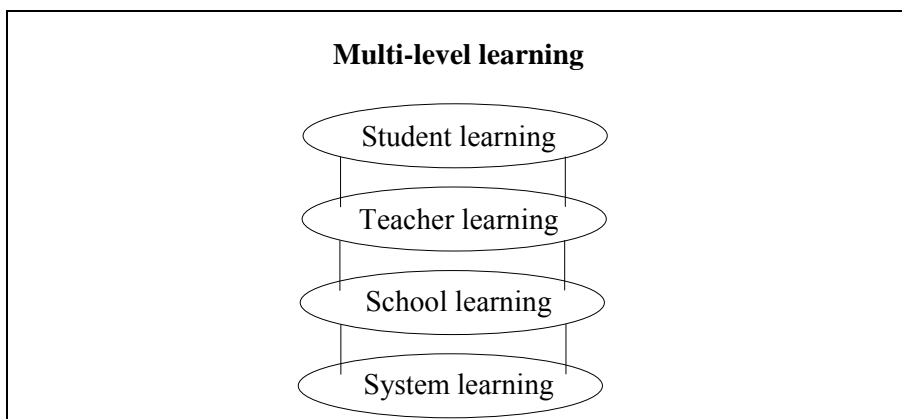 Multi-level learning
Student learning
Teacher learning
School learning
System learning